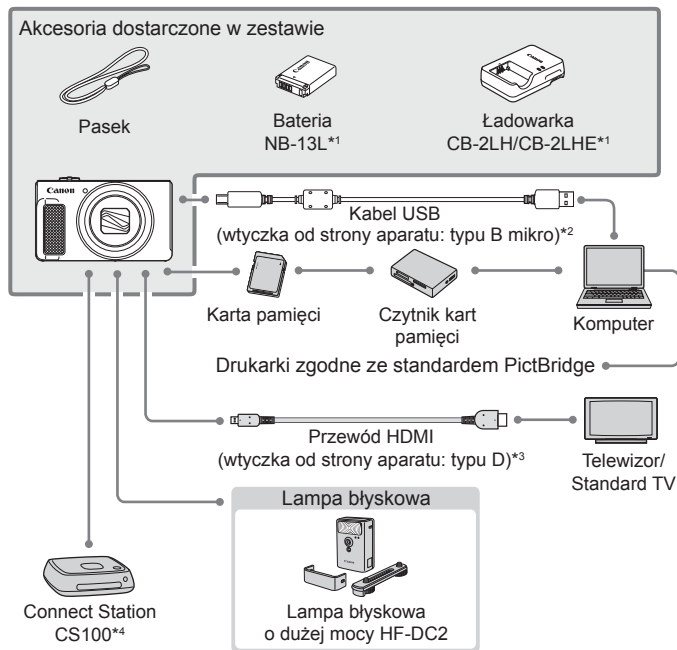 Akcesoria dostarczone w zestawie
Pasek
Bateria
NB-13L*1
Ładowarka
CB-2LH/CB-2LHE*1
Canon
Kabel USB
(wtyczka od strony aparatu: typu B mikro)*2
Karta pamięci
Czytnik kart
pamięci
Komputer
Drukarki zgodne ze standardem PictBridge
Przewód HDMI
(wtyczka od strony aparatu: typu D)*3
Telewizor/
Standard TV
Lampa błyskowa
Lampa błyskowa
o dużej mocy HF-DC2
Connect Station
CS100*4